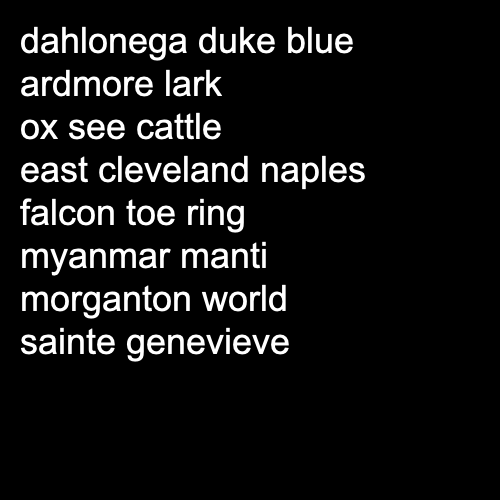 dahlonega duke blue
ardmore lark
ox see cattle
east cleveland naples
falcon toe ring
myanmar manti
morganton world
sainte genevieve